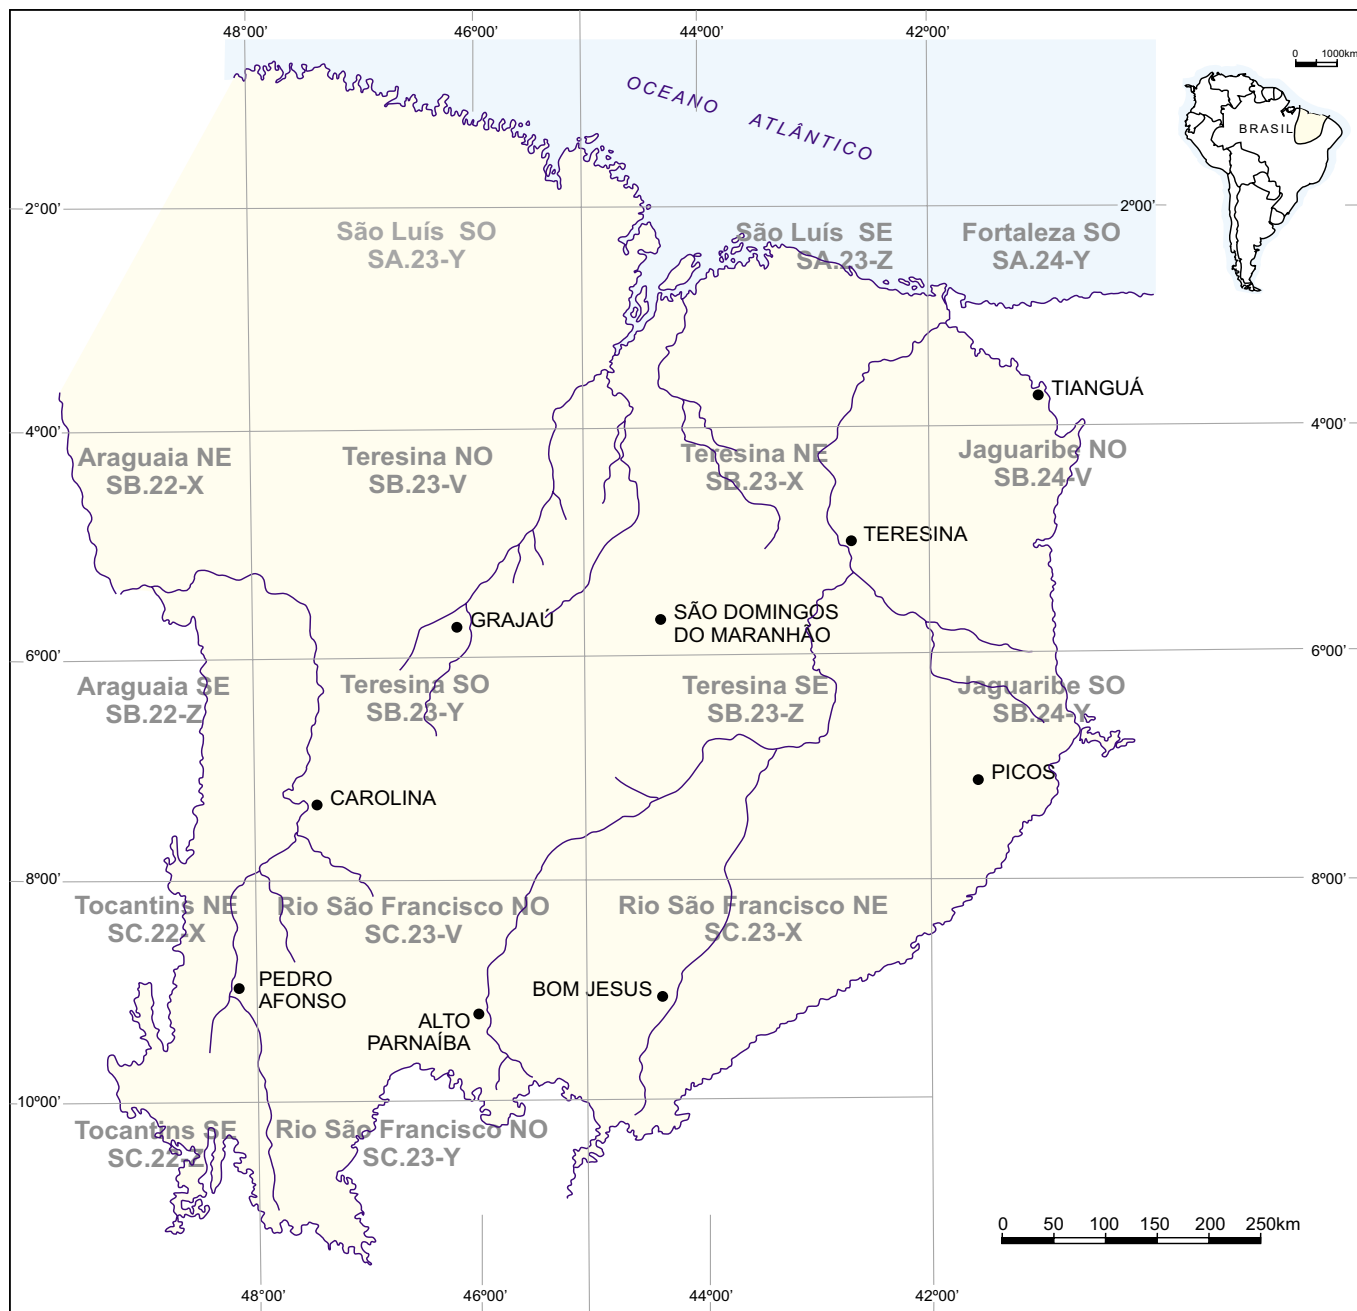 48°00’
46°00’
44°00’
42°00’
0 1000km
OCEANO ATLÂNTICO
BRASIL
2°00’
2°00’
São Luís SO
SA.23-Y
São Luís SE
SA.23-Z
Fortaleza SO
SA.24-Y
TIANGUÁ
4°00’
4°00’
Araguaia NE
SB.22-X
Teresina NO
SB.23-V
Teresina NE
SB.23-X
Jaguaribe NO
SB.24-V
TERESINA
GRAJAÚ
SÃO DOMINGOS
DO MARANHÃO
6°00’
6°00’
Araguaia SE
SB.22-Z
Teresina SO
SB.23-Y
Teresina SE
SB.23-Z
Jaguaribe SO
SB.24-Y
PICOS
CAROLINA
8°00’
8°00’
Tocantins NE
SC.22-X
Rio São Francisco NO
SC.23-V
Rio São Francisco NE
SC.23-X
PEDRO
AFONSO
BOM JESUS
ALTO
PARNAÍBA
10°00’
Tocantins SE
SC.22-Z
Rio São Francisco NO
SC.23-Y
0 50 100 150 200 250km
48°00’
46°00’
44°00’
42°00’